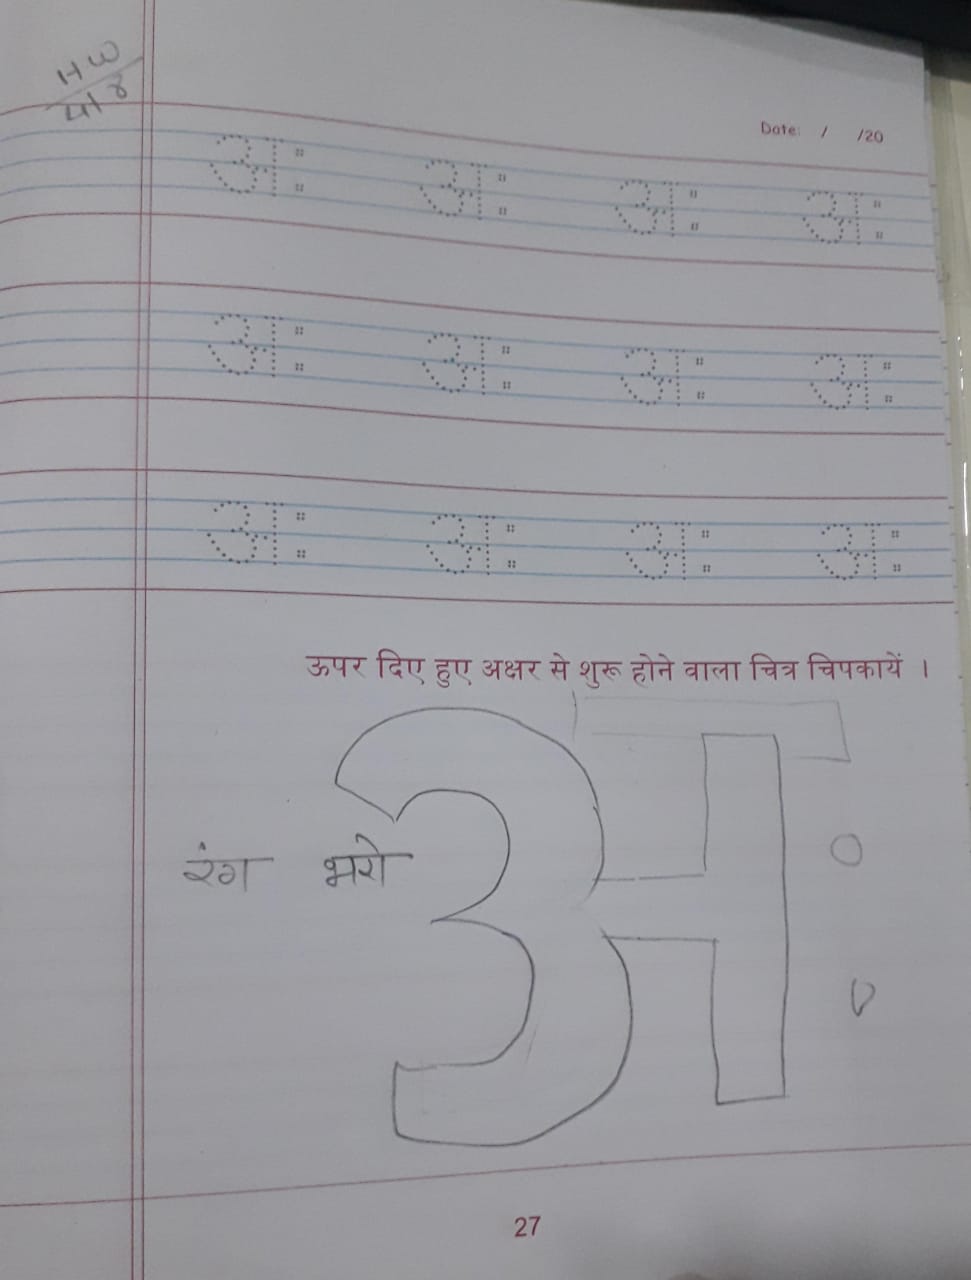 HW
Date: / /20
अः अः अः अः
अः अः अः अः
अः अः अः अः
ऊपर दिए हुए अक्षर से शुरू होने वाला चित्र चिपकायें ।
रंग भरो
अः
27